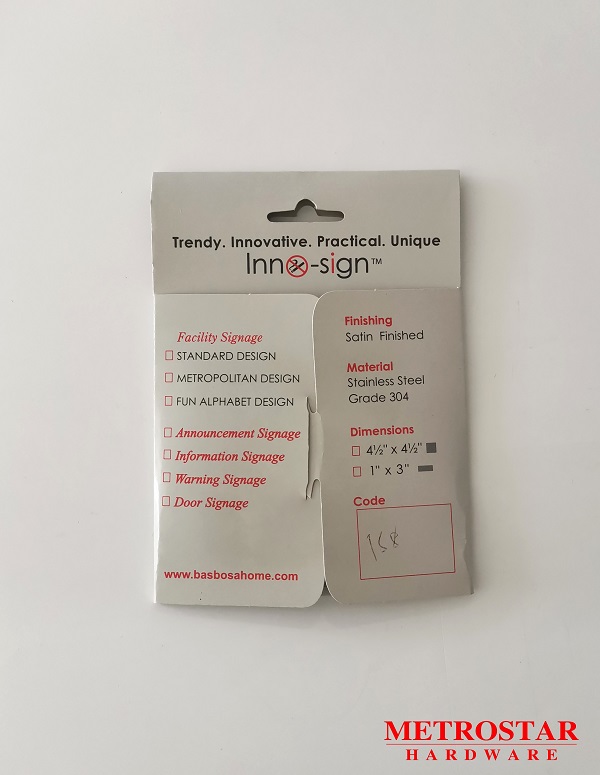 Trendy. Innovative. Practical. Unique
Inno-sign™
Facility Signage
STANDARD DESIGN
METROPOLITAN DESIGN
FUN ALPHABET DESIGN
Announcement Signage
Information Signage
Warning Signage
Door Signage
www.basbosahome.com
Finishing
Satin Finished
Material
Stainless Steel
Grade 304
Dimensions
4½" x 4½"
1" x 3"
Code
METROSTAR
HARDWARE